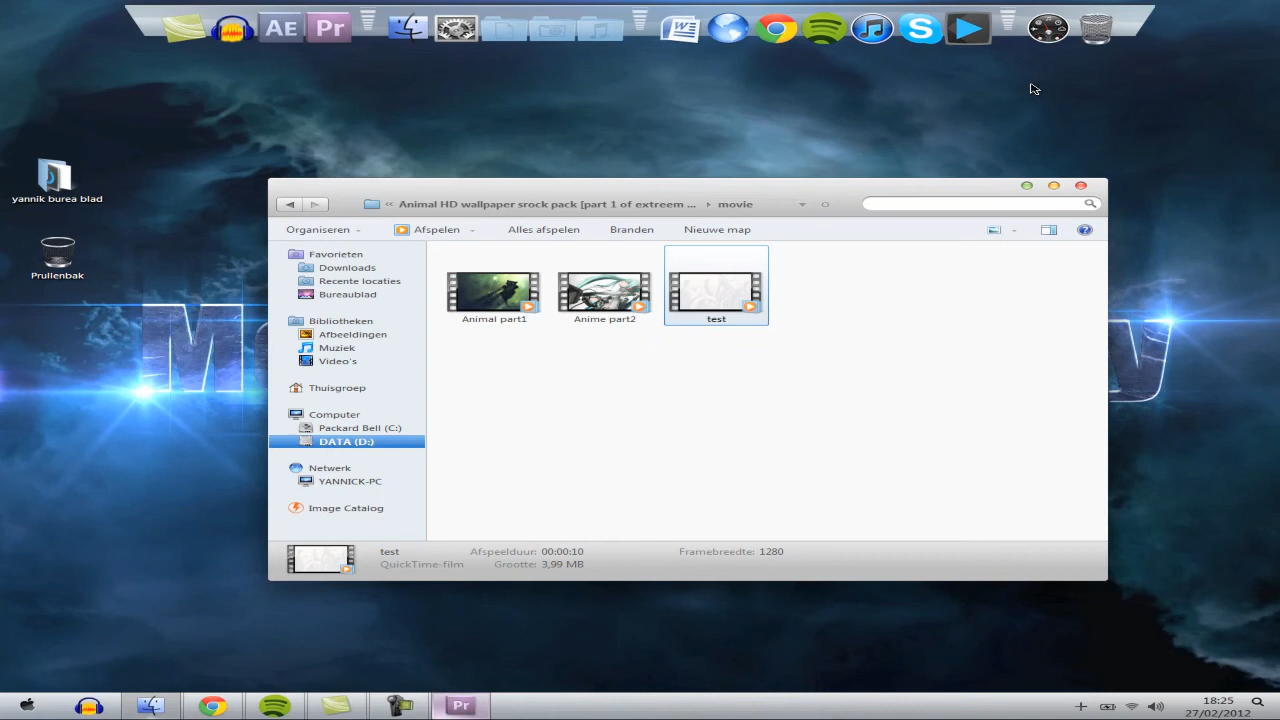 AE Pr
W
S
yannik burea blad
Prullenbak
« Animal HD wallpaper srock pack [part 1 of extreem ... ▸ movie
Organiseren Afspelen Alles afspelen Branden Nieuwe map
Favorieten
Downloads
Recente locaties
Bureaublad
Bibliotheken
Afbeeldingen
Muziek
Video's
Thuisgroep
Computer
Packard Bell (C:)
DATA (D:)
Netwerk
YANNICK-PC
Image Catalog
Animal part1 Anime part2 test
test Afspeelduur: 00:00:10 Framebreedte: 1280
QuickTime-film Grootte: 3,99 MB
Pr
18:25
27/02/2012